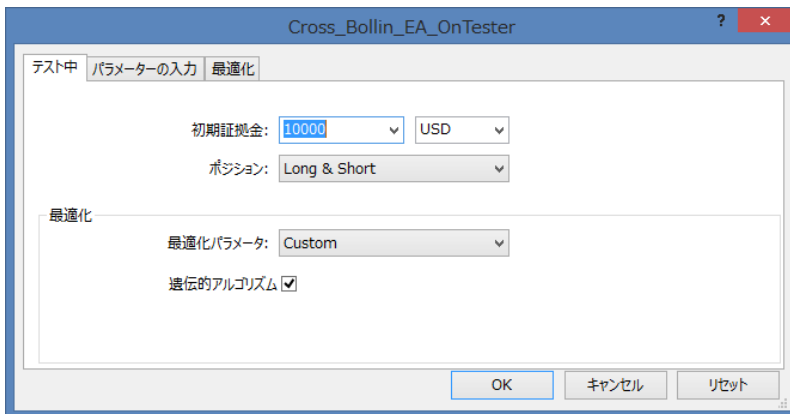 Cross_Bollin_EA_OnTester ? ×
テスト中 パラメーターの入力 最適化
初期証拠金: 10000 USD
ポジション: Long & Short
最適化
最適化パラメータ: Custom
遺伝的アルゴリズム
OK キャンセル リセット